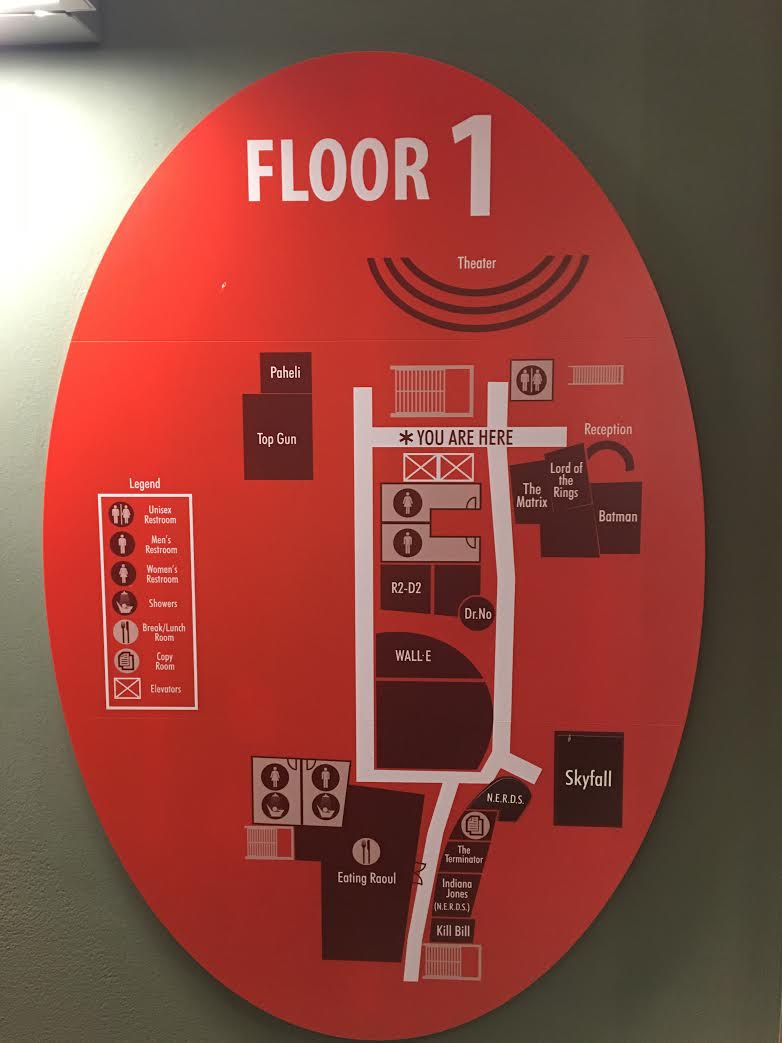 FLOOR 1
Theater
Paheli
Top Gun
* YOU ARE HERE
Reception
Lord of
the
Rings
The
Matrix
Batman
Legend
Unisex
Restroom
Men's
Restroom
Women's
Restroom
Showers
Break/Lunch
Room
Copy
Room
Elevators
R2-D2
Dr.No
WALL·E
Skyfall
N.E.R.D.S.
The
Terminator
Indiana
Jones
(N.E.R.D.S.)
Kill Bill
Eating Raoul